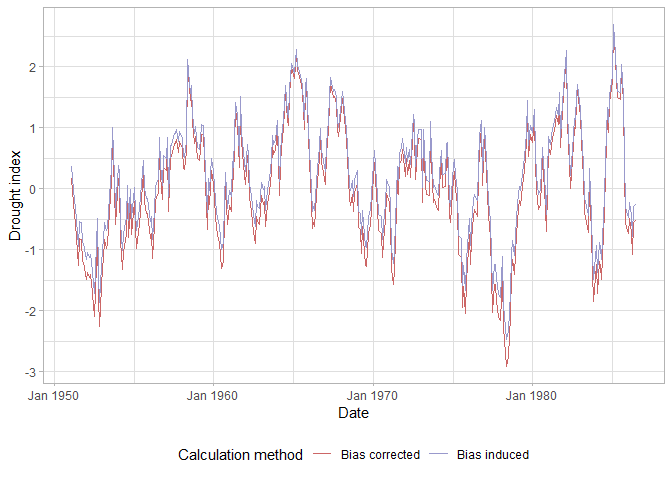 2
1
0
-1
-2
-3
Drought index
Jan 1950 Jan 1960 Jan 1970 Jan 1980
Date
Calculation method Bias corrected Bias induced